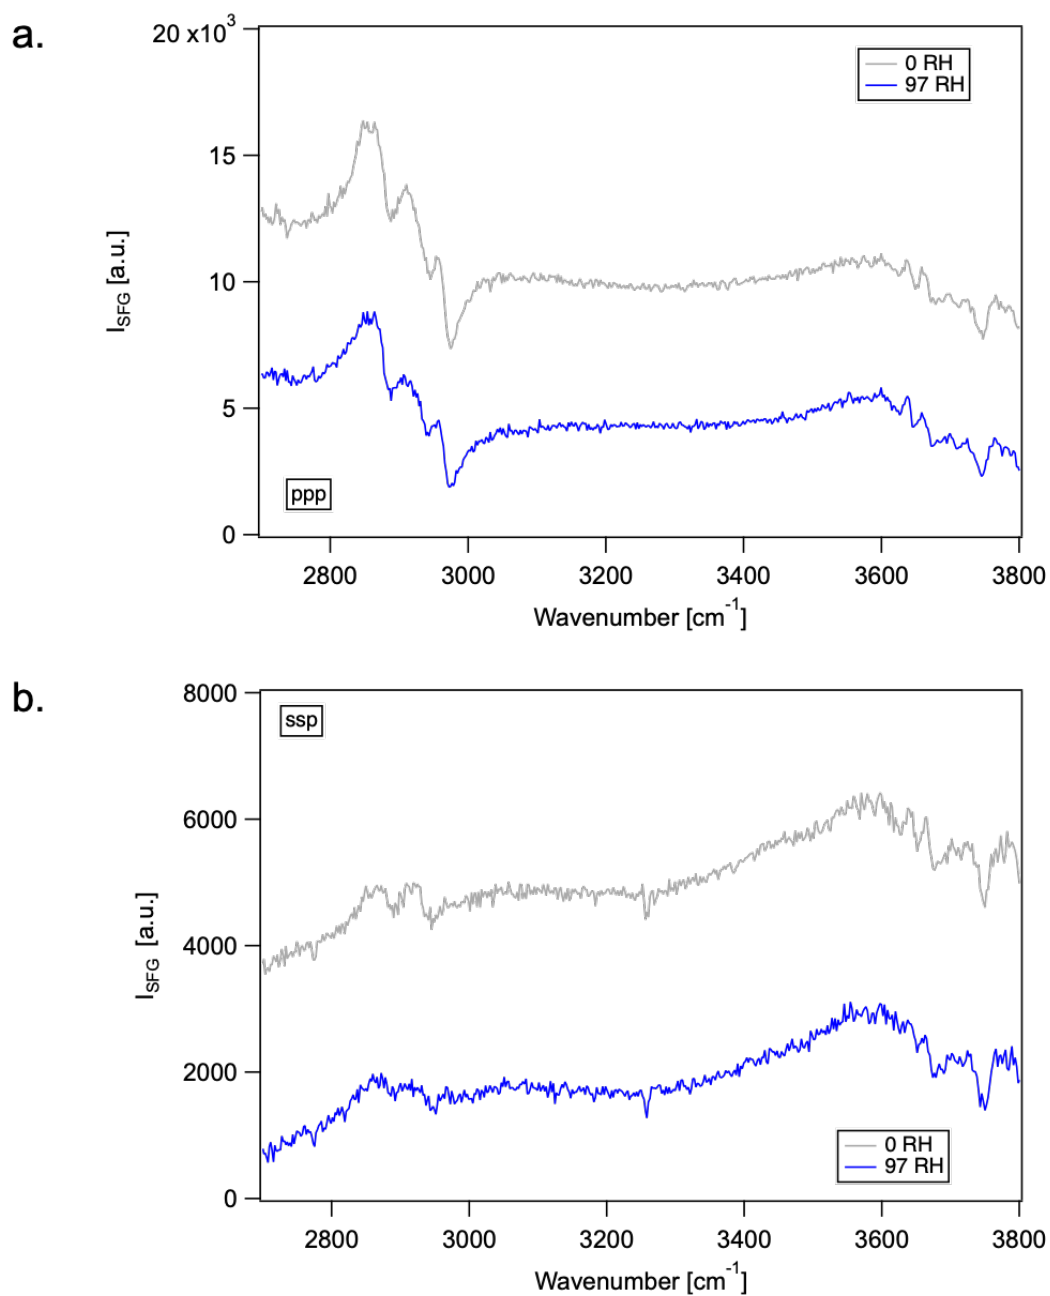 a.
20 x10³
15
10
5
0
I_SFG [a.u.]
0 RH
97 RH
ppp
2800 3000 3200 3400 3600 3800
Wavenumber [cm⁻¹]
b.
8000
6000
4000
2000
0
I_SFG [a.u.]
ssp
0 RH
97 RH
2800 3000 3200 3400 3600 3800
Wavenumber [cm⁻¹]